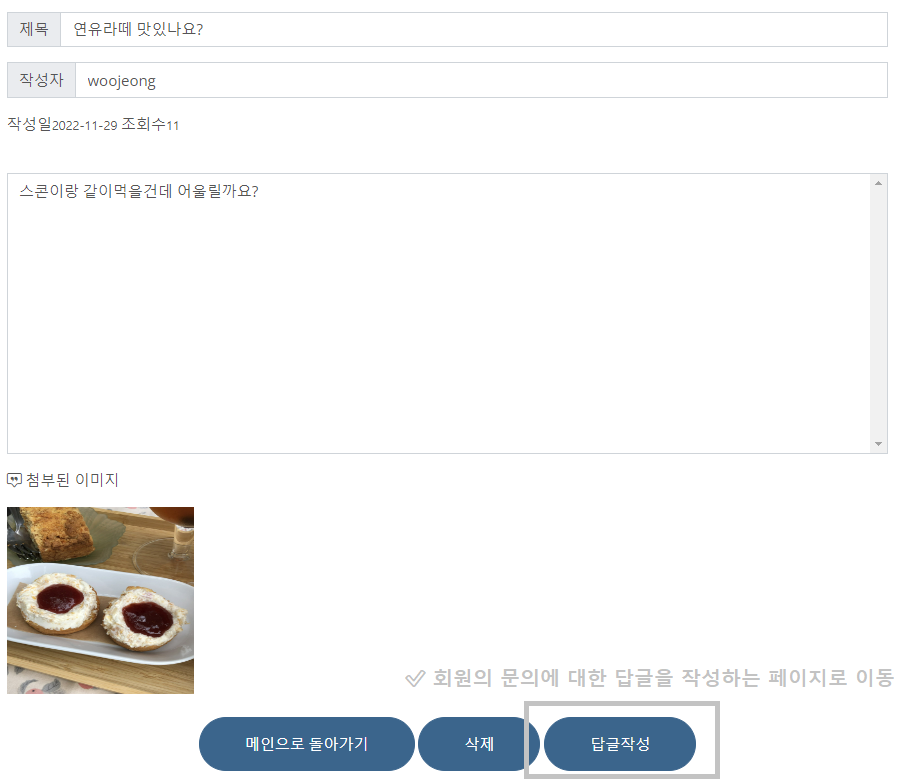 제목 연유라떼 맛있나요?
작성자 woojeong
작성일2022-11-29 조회수11
스콘이랑 같이먹을건데 어울릴까요?
첨부된 이미지
회원의 문의에 대한 답글을 작성하는 페이지로 이동
메인으로 돌아가기 삭제 답글작성